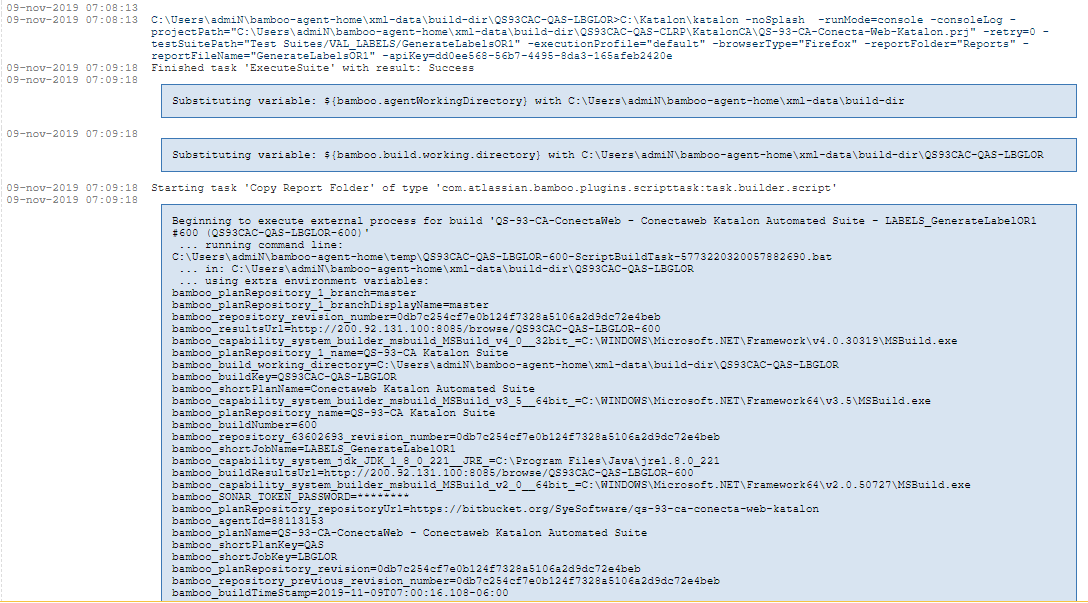 09-nov-2019 07:08:13
09-nov-2019 07:08:13 C:\Users\admiN\bamboo-agent-home\xml-data\build-dir\QS93CAC-QAS-LBGLOR>C:\Katalon\katalon -noSplash  -runMode=console -consoleLog -
projectPath="C:\Users\admiN\bamboo-agent-home\xml-data\build-dir\QS93CAC-QAS-CLRP\KatalonCA\QS-93-CA-Conecta-Web-Katalon.prj" -retry=0 -
testSuitePath="Test Suites/VAL_LABELS/GenerateLabelsOR1" -executionProfile="default" -browserType="Firefox" -reportFolder="Reports" -
reportFileName="GenerateLabelsOR1" -apiKey=dd0ee568-56b7-4495-8da3-165afeb2420e
09-nov-2019 07:09:18 Finished task 'ExecuteSuite' with result: Success
09-nov-2019 07:09:18
Substituting variable: ${bamboo.agentWorkingDirectory} with C:\Users\admiN\bamboo-agent-home\xml-data\build-dir
09-nov-2019 07:09:18
Substituting variable: ${bamboo.build.working.directory} with C:\Users\admiN\bamboo-agent-home\xml-data\build-dir\QS93CAC-QAS-LBGLOR
09-nov-2019 07:09:18 Starting task 'Copy Report Folder' of type 'com.atlassian.bamboo.plugins.scripttask:task.builder.script'
09-nov-2019 07:09:18
Beginning to execute external process for build 'QS-93-CA-ConectaWeb - Conectaweb Katalon Automated Suite - LABELS_GenerateLabelOR1
#600 (QS93CAC-QAS-LBGLOR-600)'
... running command line:
C:\Users\admiN\bamboo-agent-home\temp\QS93CAC-QAS-LBGLOR-600-ScriptBuildTask-5773220320057882690.bat
... in: C:\Users\admiN\bamboo-agent-home\xml-data\build-dir\QS93CAC-QAS-LBGLOR
... using extra environment variables:
bamboo_planRepository_1_branch=master
bamboo_planRepository_1_branchDisplayName=master
bamboo_repository_revision_number=0db7c254cf7e0b124f7328a5106a2d9dc72e4beb
bamboo_resultsUrl=http://200.92.131.100:8085/browse/QS93CAC-QAS-LBGLOR-600
bamboo_capability_system_builder_msbuild_MSBuild_v4_0__32bit_=C:\WINDOWS\Microsoft.NET\Framework\v4.0.30319\MSBuild.exe
bamboo_planRepository_1_name=QS-93-CA Katalon Suite
bamboo_build_working_directory=C:\Users\admiN\bamboo-agent-home\xml-data\build-dir\QS93CAC-QAS-LBGLOR
bamboo_buildKey=QS93CAC-QAS-LBGLOR
bamboo_shortPlanName=Conectaweb Katalon Automated Suite
bamboo_capability_system_builder_msbuild_MSBuild_v3_5__64bit_=C:\WINDOWS\Microsoft.NET\Framework64\v3.5\MSBuild.exe
bamboo_planRepository_name=QS-93-CA Katalon Suite
bamboo_buildNumber=600
bamboo_repository_63602693_revision_number=0db7c254cf7e0b124f7328a5106a2d9dc72e4beb
bamboo_shortJobName=LABELS_GenerateLabelOR1
bamboo_capability_system_jdk_JDK_1_8_0_221__JRE_=C:\Program Files\Java\jre1.8.0_221
bamboo_buildResultsUrl=http://200.92.131.100:8085/browse/QS93CAC-QAS-LBGLOR-600
bamboo_capability_system_builder_msbuild_MSBuild_v2_0__64bit_=C:\WINDOWS\Microsoft.NET\Framework64\v2.0.50727\MSBuild.exe
bamboo_SONAR_TOKEN_PASSWORD=********
bamboo_planRepository_repositoryUrl=https://bitbucket.org/SyeSoftware/qs-93-ca-conecta-web-katalon
bamboo_agentId=88113153
bamboo_planName=QS-93-CA-ConectaWeb - Conectaweb Katalon Automated Suite
bamboo_shortPlanKey=QAS
bamboo_shortJobKey=LBGLOR
bamboo_planRepository_revision=0db7c254cf7e0b124f7328a5106a2d9dc72e4beb
bamboo_repository_previous_revision_number=0db7c254cf7e0b124f7328a5106a2d9dc72e4beb
bamboo_buildTimeStamp=2019-11-09T07:00:16.108-06:00